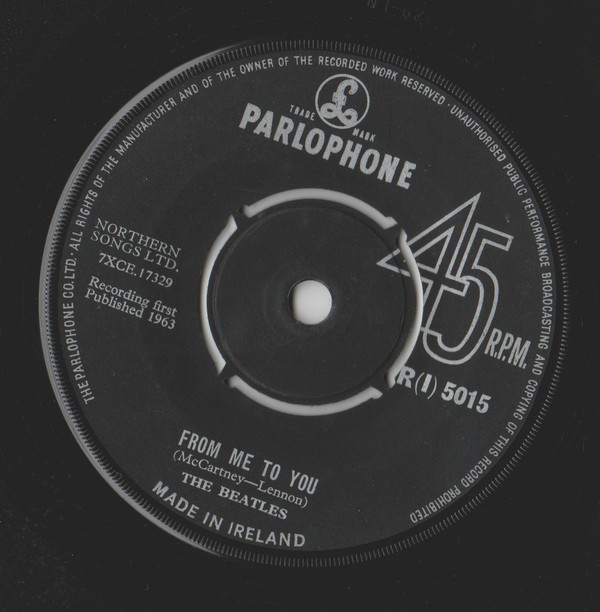 THE PARLOPHONE CO. LTD. · ALL RIGHTS OF THE MANUFACTURER AND OF THE OWNER OF THE RECORDED WORK RESERVED · UNAUTHORISED PUBLIC PERFORMANCE BROADCASTING AND COPYING OF THIS RECORD PROHIBITED
£
TRADE MARK
PARLOPHONE
NORTHERN
SONGS LTD.
7XCE.17329
Recording first
Published 1963
45 R.P.M.
R(I) 5015
FROM ME TO YOU
(McCartney—Lennon)
THE BEATLES
MADE IN IRELAND